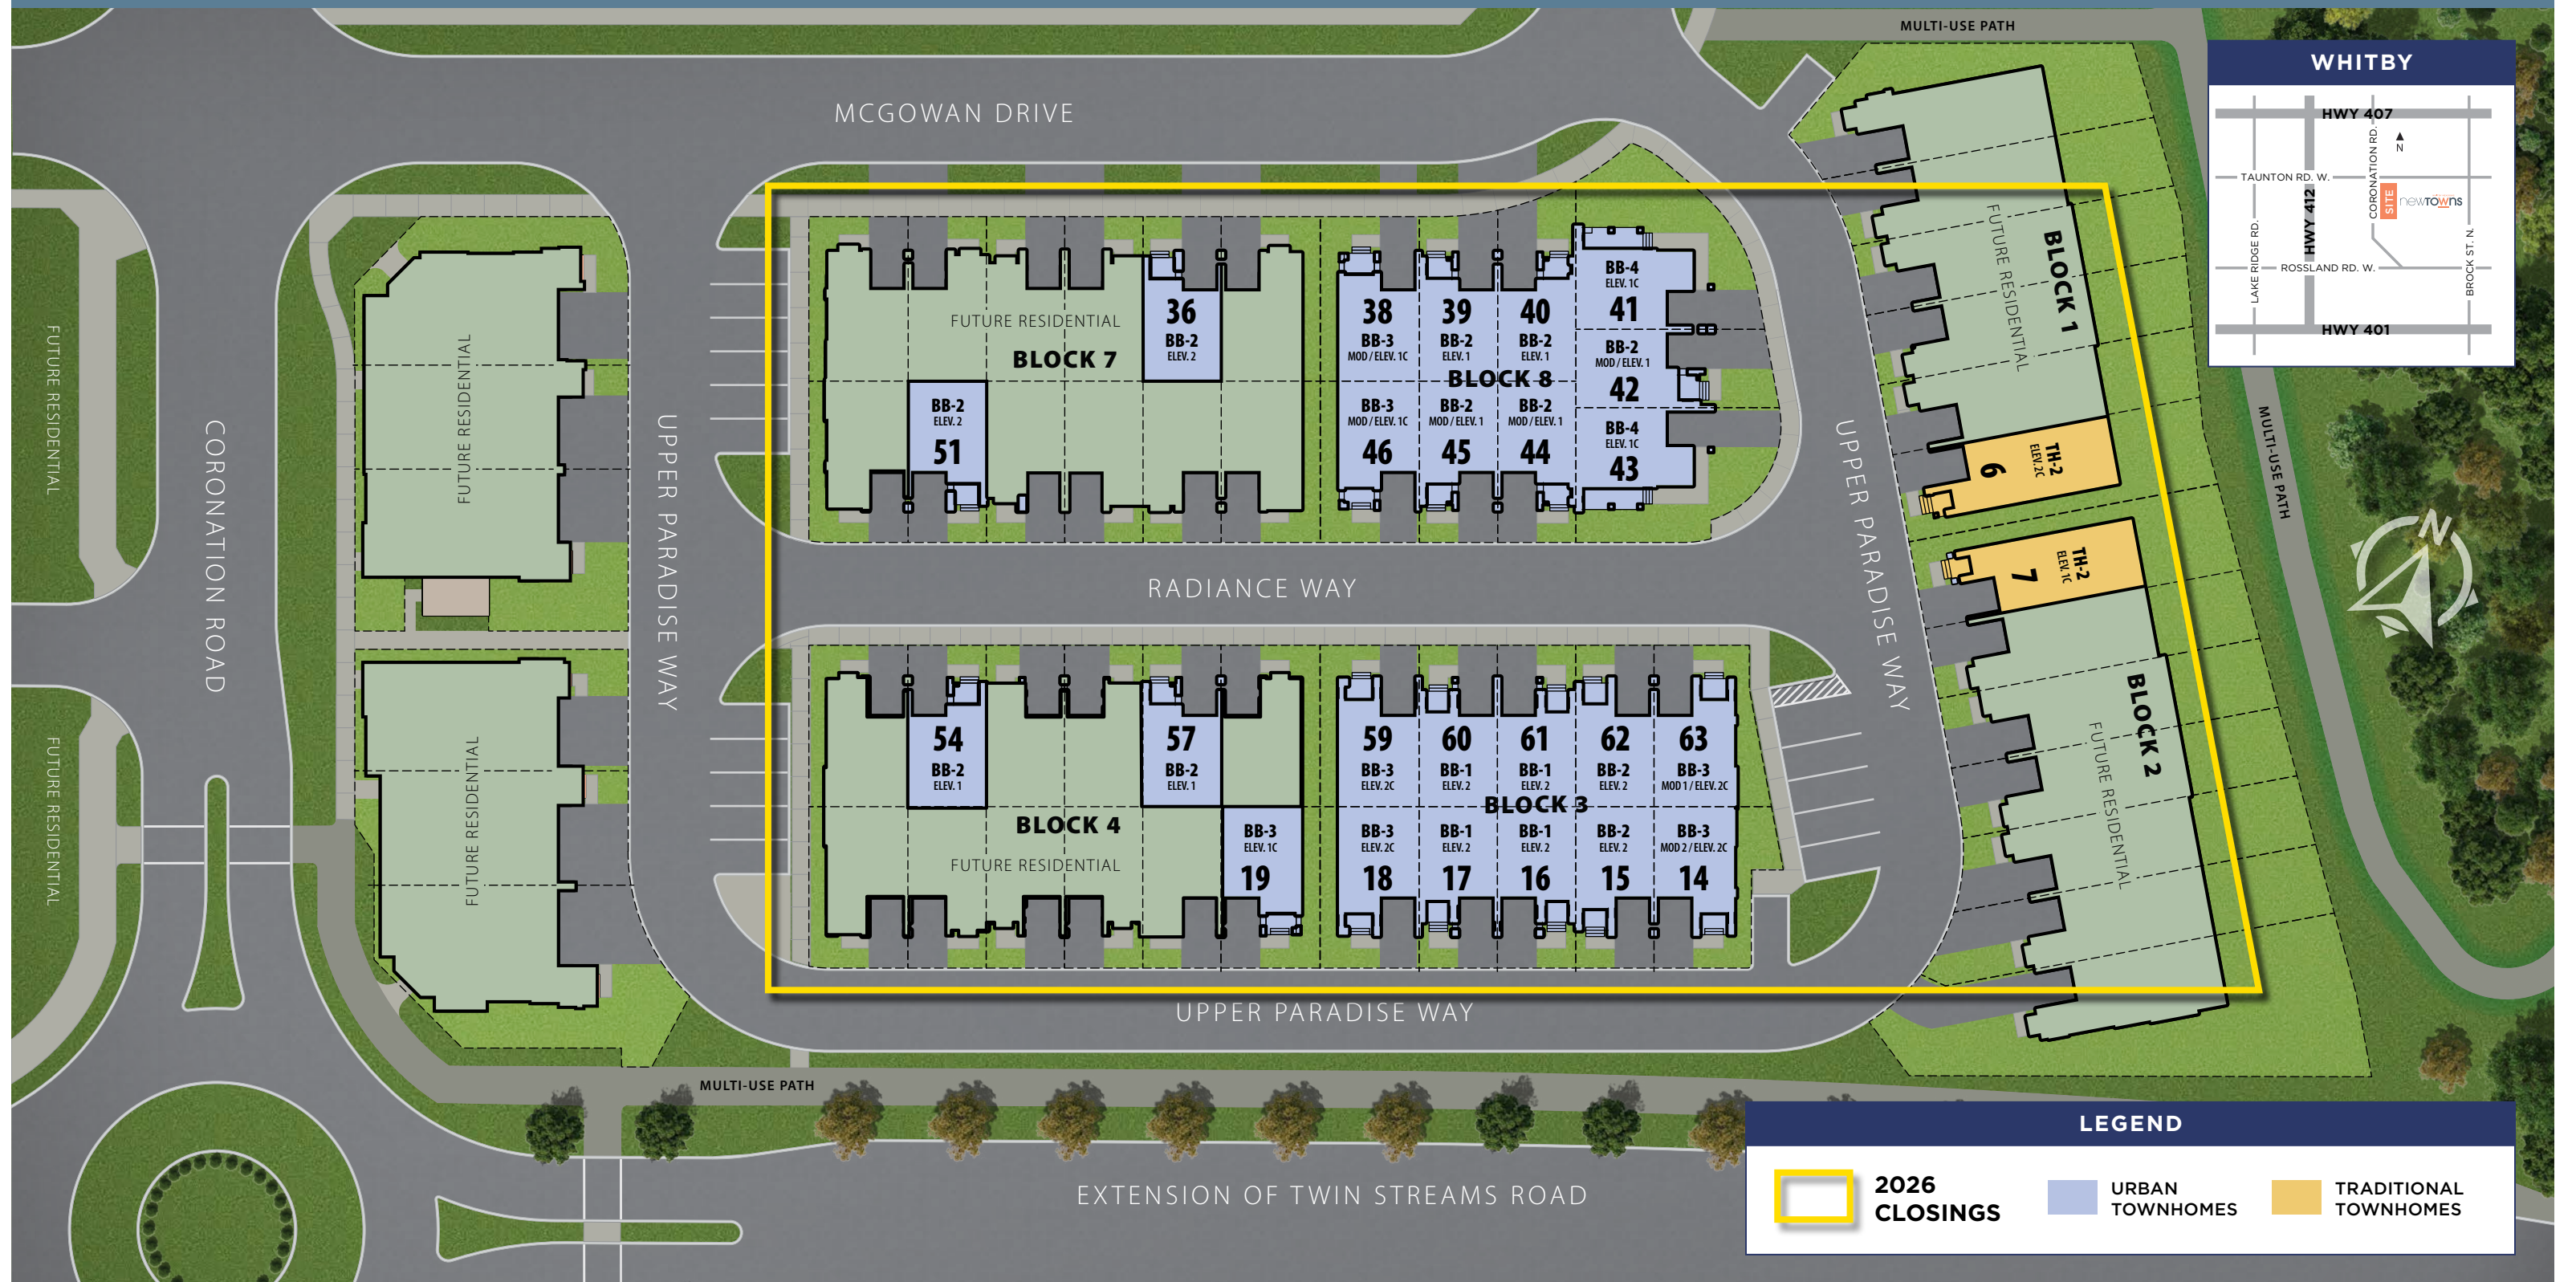 MULTI-USE PATH
MCGOWAN DRIVE
WHITBY
HWY 407
CORONATION RD.
N
TAUNTON RD. W.
HWY 412
SITE
newTOwns
LAKE RIDGE RD.
ROSSLAND RD. W.
BROCK ST. N.
HWY 401
FUTURE RESIDENTIAL
FUTURE RESIDENTIAL
CORONATION ROAD
FUTURE RESIDENTIAL
FUTURE RESIDENTIAL
UPPER PARADISE WAY
FUTURE RESIDENTIAL
BLOCK 7
36
BB-2
ELEV. 2
BB-2
ELEV. 2
51
38
BB-3
MOD / ELEV. 1C
39
BB-2
ELEV. 1
40
BB-2
ELEV. 1
BB-4
ELEV. 1C
41
BB-2
MOD / ELEV. 1
42
BLOCK 8
BB-3
MOD / ELEV. 1C
46
BB-2
MOD / ELEV. 1
45
BB-2
MOD / ELEV. 1
44
BB-4
ELEV. 1C
43
FUTURE RESIDENTIAL
BLOCK 1
TH-2
ELEV. 2C
6
TH-2
ELEV. 1C
7
BLOCK 2
FUTURE RESIDENTIAL
MULTI-USE PATH
N
UPPER PARADISE WAY
RADIANCE WAY
54
BB-2
ELEV. 1
57
BB-2
ELEV. 1
BLOCK 4
FUTURE RESIDENTIAL
BB-3
ELEV. 1C
19
59
BB-3
ELEV. 2C
60
BB-1
ELEV. 2
61
BB-1
ELEV. 2
62
BB-2
ELEV. 2
63
BB-3
MOD 1 / ELEV. 2C
BLOCK 3
BB-3
ELEV. 2C
18
BB-1
ELEV. 2
17
BB-1
ELEV. 2
16
BB-2
ELEV. 2
15
BB-3
MOD 2 / ELEV. 2C
14
UPPER PARADISE WAY
MULTI-USE PATH
EXTENSION OF TWIN STREAMS ROAD
LEGEND
2026
CLOSINGS
URBAN
TOWNHOMES
TRADITIONAL
TOWNHOMES